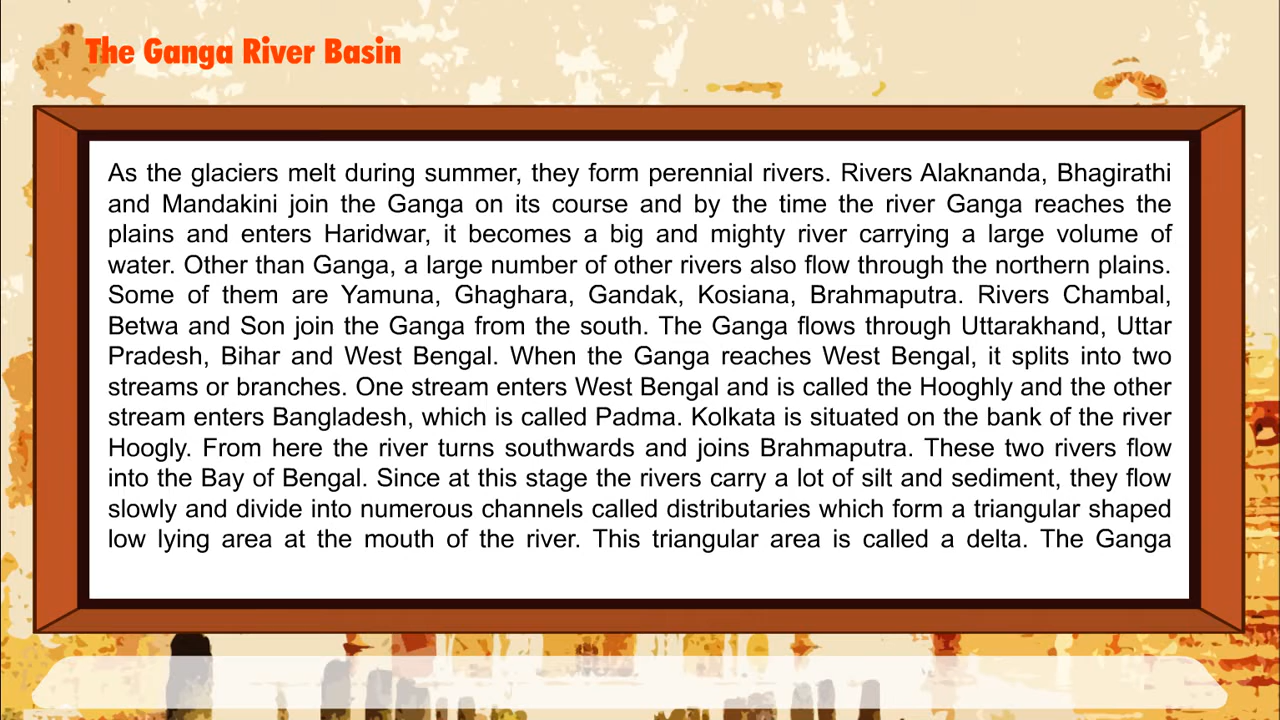 The Ganga River Basin
As the glaciers melt during summer, they form perennial rivers. Rivers Alaknanda, Bhagirathi
and Mandakini join the Ganga on its course and by the time the river Ganga reaches the
plains and enters Haridwar, it becomes a big and mighty river carrying a large volume of
water. Other than Ganga, a large number of other rivers also flow through the northern plains.
Some of them are Yamuna, Ghaghara, Gandak, Kosiana, Brahmaputra. Rivers Chambal,
Betwa and Son join the Ganga from the south. The Ganga flows through Uttarakhand, Uttar
Pradesh, Bihar and West Bengal. When the Ganga reaches West Bengal, it splits into two
streams or branches. One stream enters West Bengal and is called the Hooghly and the other
stream enters Bangladesh, which is called Padma. Kolkata is situated on the bank of the river
Hoogly. From here the river turns southwards and joins Brahmaputra. These two rivers flow
into the Bay of Bengal. Since at this stage the rivers carry a lot of silt and sediment, they flow
slowly and divide into numerous channels called distributaries which form a triangular shaped
low lying area at the mouth of the river. This triangular area is called a delta. The Ganga